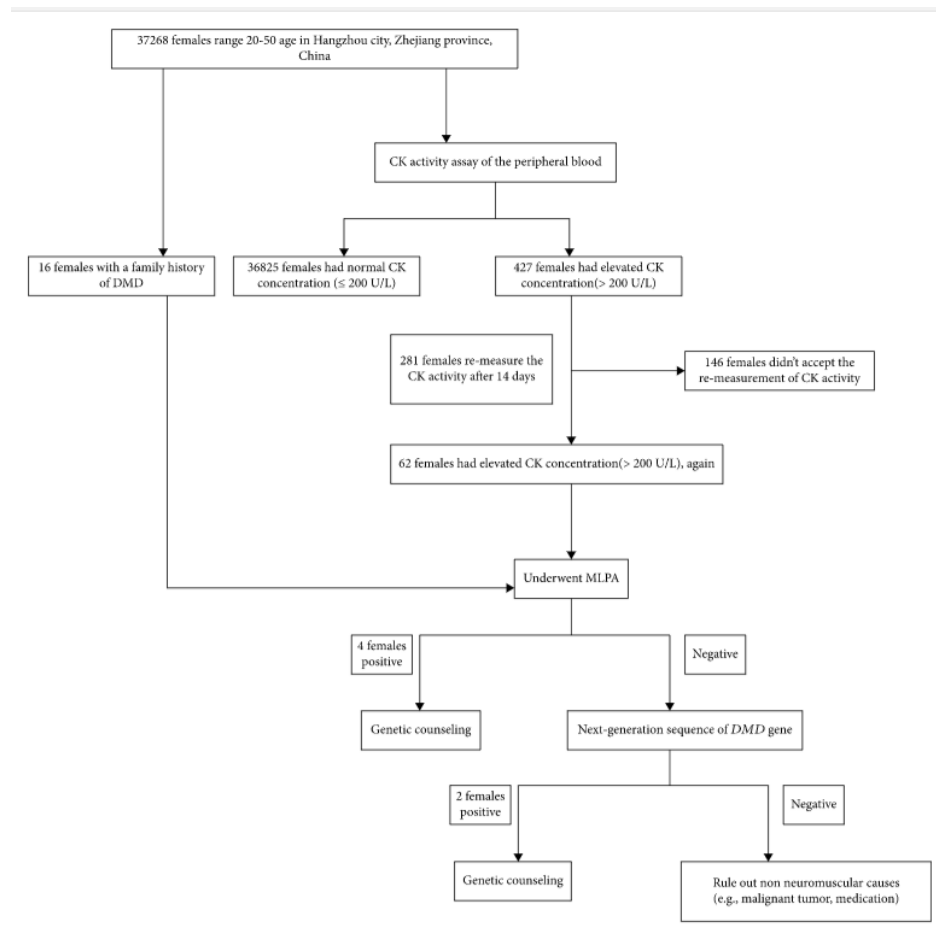 37268 females range 20-50 age in Hangzhou city, Zhejiang province,
China
CK activity assay of the peripheral blood
16 females with a family history
of DMD
36825 females had normal CK
concentration (≤ 200 U/L)
427 females had elevated CK
concentration(> 200 U/L)
281 females re-measure the
CK activity after 14 days
146 females didn't accept the
re-measurement of CK activity
62 females had elevated CK concentration(> 200 U/L), again
Underwent MLPA
4 females
positive
Negative
Genetic counseling
Next-generation sequence of DMD gene
2 females
positive
Negative
Genetic counseling
Rule out non neuromuscular causes
(e.g., malignant tumor, medication)